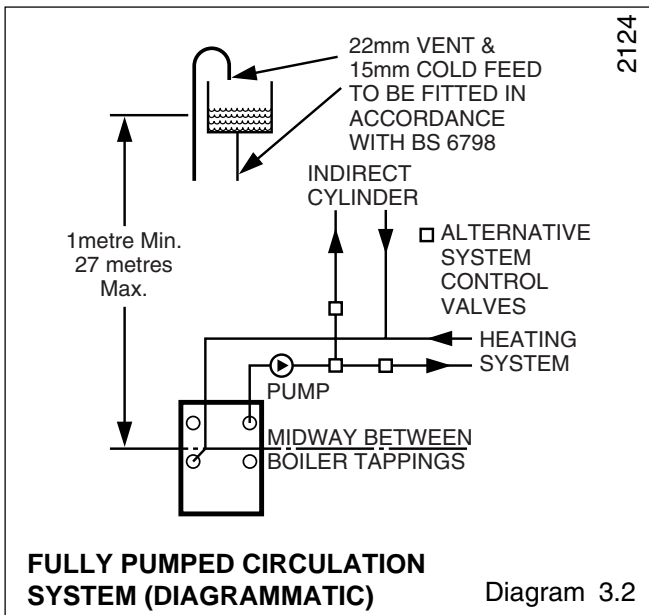 2124
22mm VENT &
15mm COLD FEED
TO BE FITTED IN
ACCORDANCE
WITH BS 6798
INDIRECT
CYLINDER
1metre Min.
27 metres
Max.
ALTERNATIVE
SYSTEM
CONTROL
VALVES
HEATING
SYSTEM
PUMP
MIDWAY BETWEEN
BOILER TAPPINGS
FULLY PUMPED CIRCULATION
SYSTEM (DIAGRAMMATIC)
Diagram 3.2